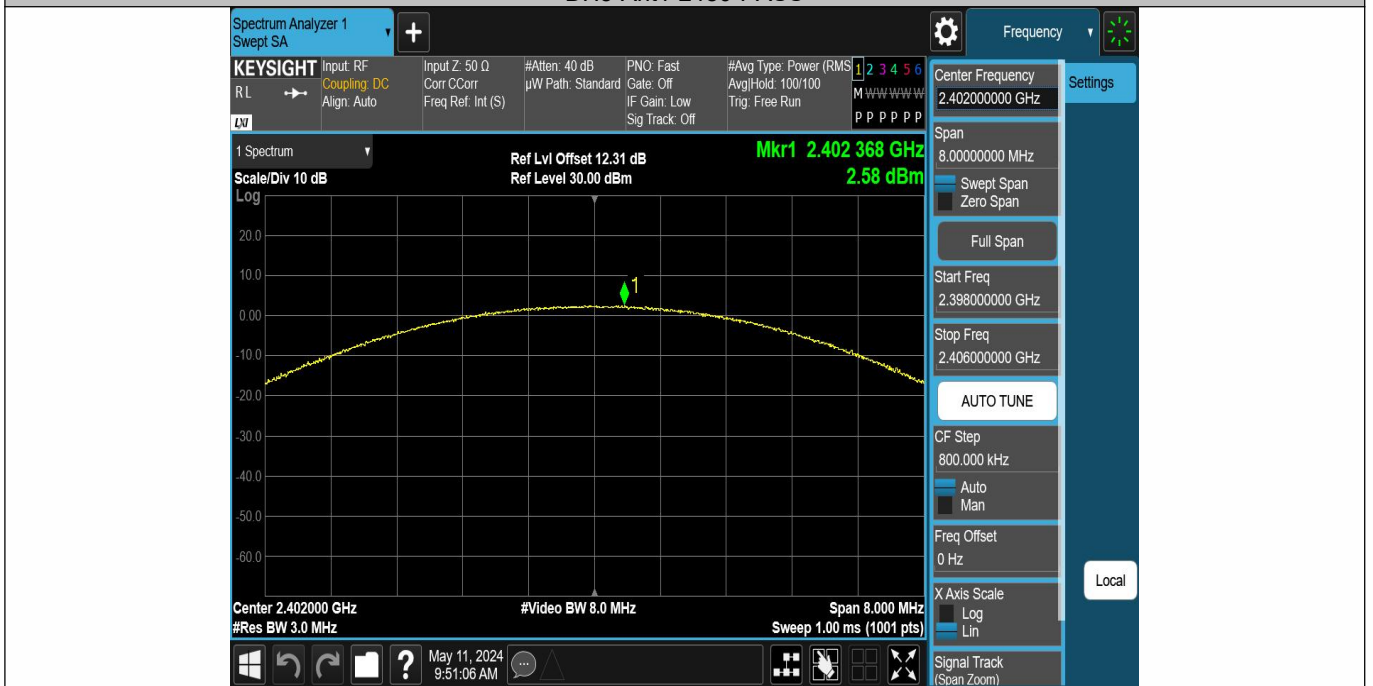 Spectrum Analyzer 1
Swept SA
+
Frequency
KEYSIGHT
RL
LXI
Input: RF
Coupling: DC
Align: Auto
Input Z: 50 Ω
Corr CCorr
Freq Ref: Int (S)
#Atten: 40 dB
µW Path: Standard
PNO: Fast
Gate: Off
IF Gain: Low
Sig Track: Off
#Avg Type: Power (RMS
Avg|Hold: 100/100
Trig: Free Run
1 2 3 4 5 6
M W W W W W
P P P P P P
1 Spectrum
Scale/Div 10 dB
Log
Ref Lvl Offset 12.31 dB
Ref Level 30.00 dBm
Mkr1 2.402 368 GHz
2.58 dBm
20.0
10.0
0.00
-10.0
-20.0
-30.0
-40.0
-50.0
-60.0
1
Center 2.402000 GHz
#Res BW 3.0 MHz
#Video BW 8.0 MHz
Span 8.000 MHz
Sweep 1.00 ms (1001 pts)
?
May 11, 2024
9:51:06 AM
Center Frequency
2.402000000 GHz
Span
8.00000000 MHz
Swept Span
Zero Span
Full Span
Start Freq
2.398000000 GHz
Stop Freq
2.406000000 GHz
AUTO TUNE
CF Step
800.000 kHz
Auto
Man
Freq Offset
0 Hz
X Axis Scale
Log
Lin
Signal Track
(Span Zoom)
Settings
Local